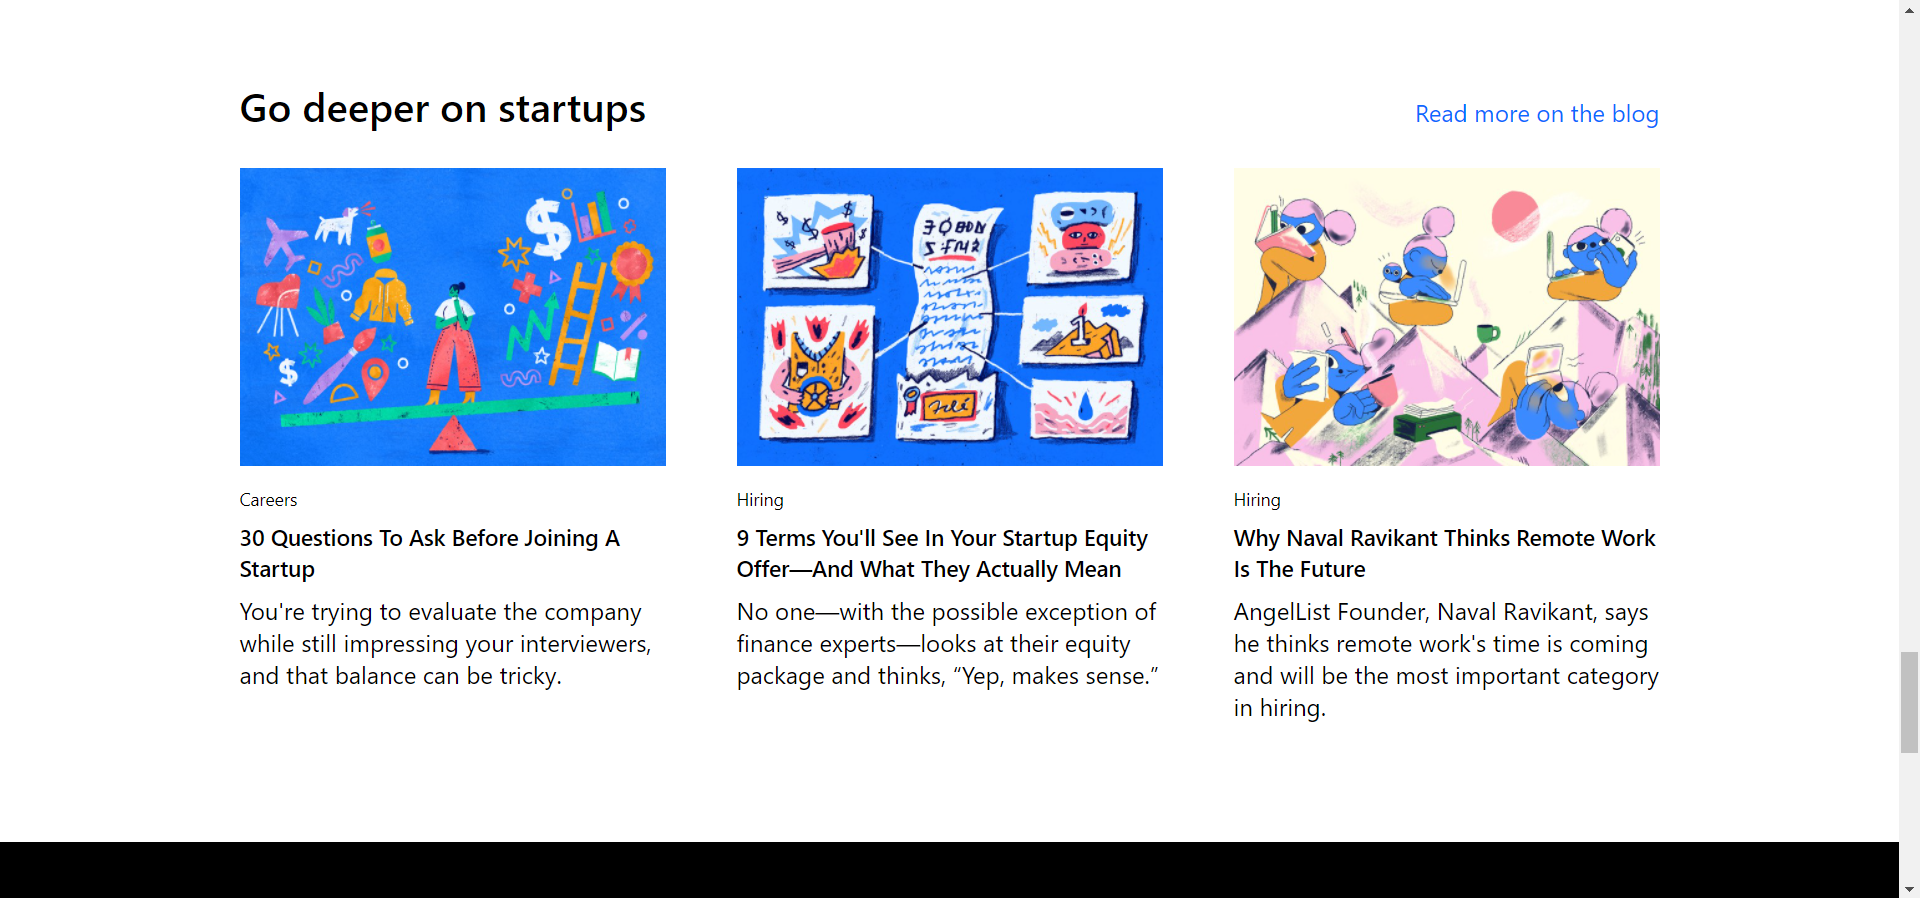 Go deeper on startups
Read more on the blog
Careers
30 Questions To Ask Before Joining A
Startup
You're trying to evaluate the company
while still impressing your interviewers,
and that balance can be tricky.
Hiring
9 Terms You'll See In Your Startup Equity
Offer—And What They Actually Mean
No one—with the possible exception of
finance experts—looks at their equity
package and thinks, “Yep, makes sense.”
Hiring
Why Naval Ravikant Thinks Remote Work
Is The Future
AngelList Founder, Naval Ravikant, says
he thinks remote work's time is coming
and will be the most important category
in hiring.